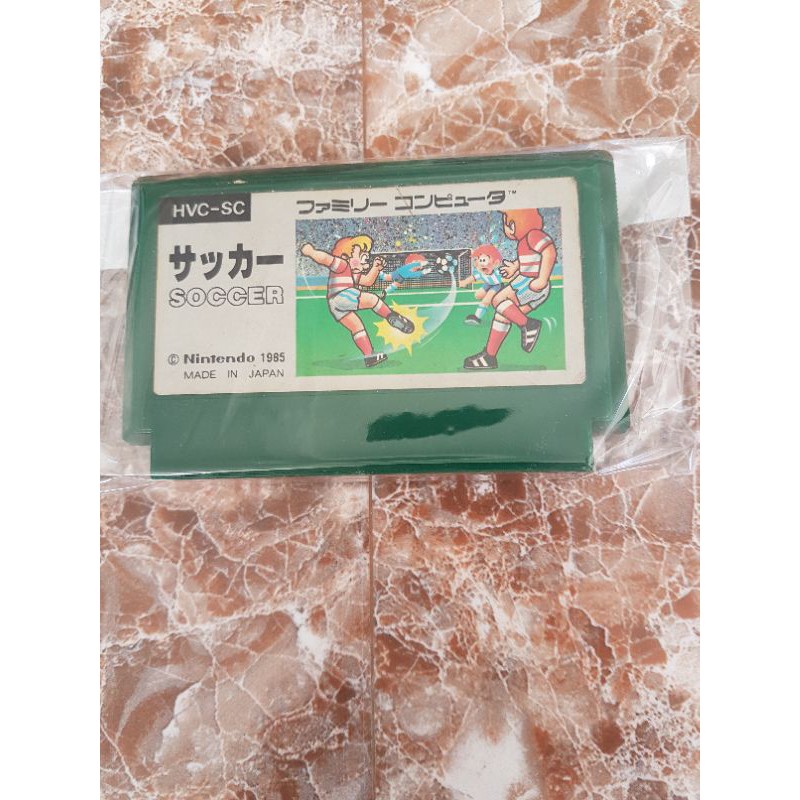 HVC-SC
ファミリー コンピュータ™
サッカー
SOCCER
© Nintendo 1985
MADE IN JAPAN